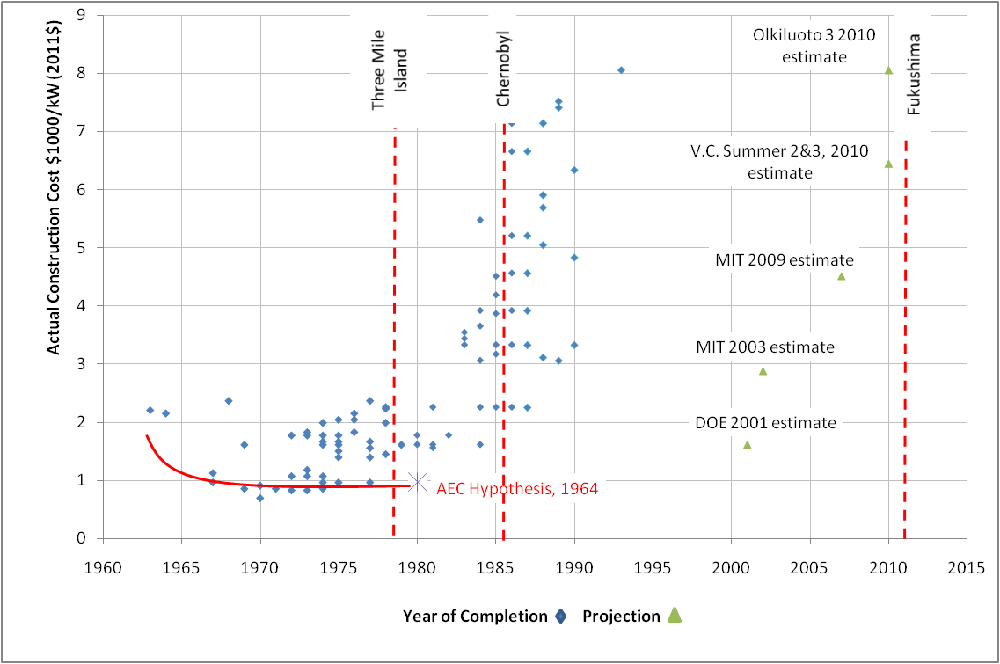 Actual Construction Cost $1000/kW (2011$)
9
8
7
6
5
4
3
2
1
0
Three Mile
Island
Chernobyl
Olkiluoto 3 2010
estimate
Fukushima
V.C. Summer 2&3, 2010
estimate
MIT 2009 estimate
MIT 2003 estimate
DOE 2001 estimate
AEC Hypothesis, 1964
1960 1965 1970 1975 1980 1985 1990 1995 2000 2005 2010 2015
Year of Completion Projection